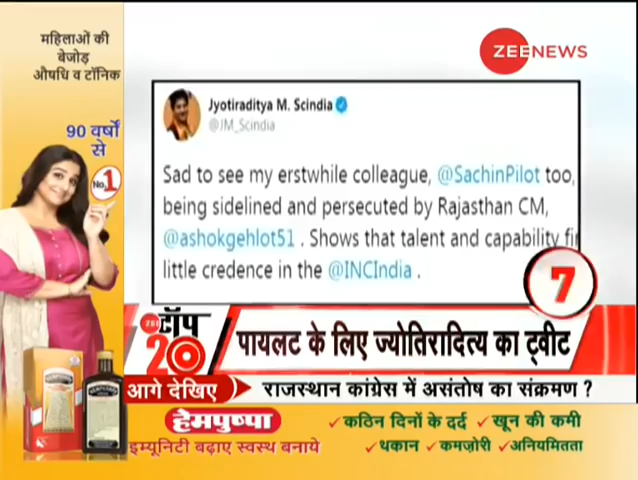 महिलाओं की
बेजोड़
औषधि व टॉनिक
90 वर्षों
से
No.1
ZEENEWS
Jyotiraditya M. Scindia
@JM_Scindia
Sad to see my erstwhile colleague, @SachinPilot too,
being sidelined and persecuted by Rajasthan CM,
@ashokgehlot51 . Shows that talent and capability fi
little credence in the @INCIndia .
7
ZEE टॉप
20
पायलट के लिए ज्योतिरादित्य का ट्वीट
आगे देखिए
राजस्थान कांग्रेस में असंतोष का संक्रमण ?
हेमपुष्पा
इम्यूनिटी बढ़ाए स्वस्थ बनाये
✓कठिन दिनों के दर्द ✓खून की कमी
✓थकान ✓कमज़ोरी ✓अनियमितता